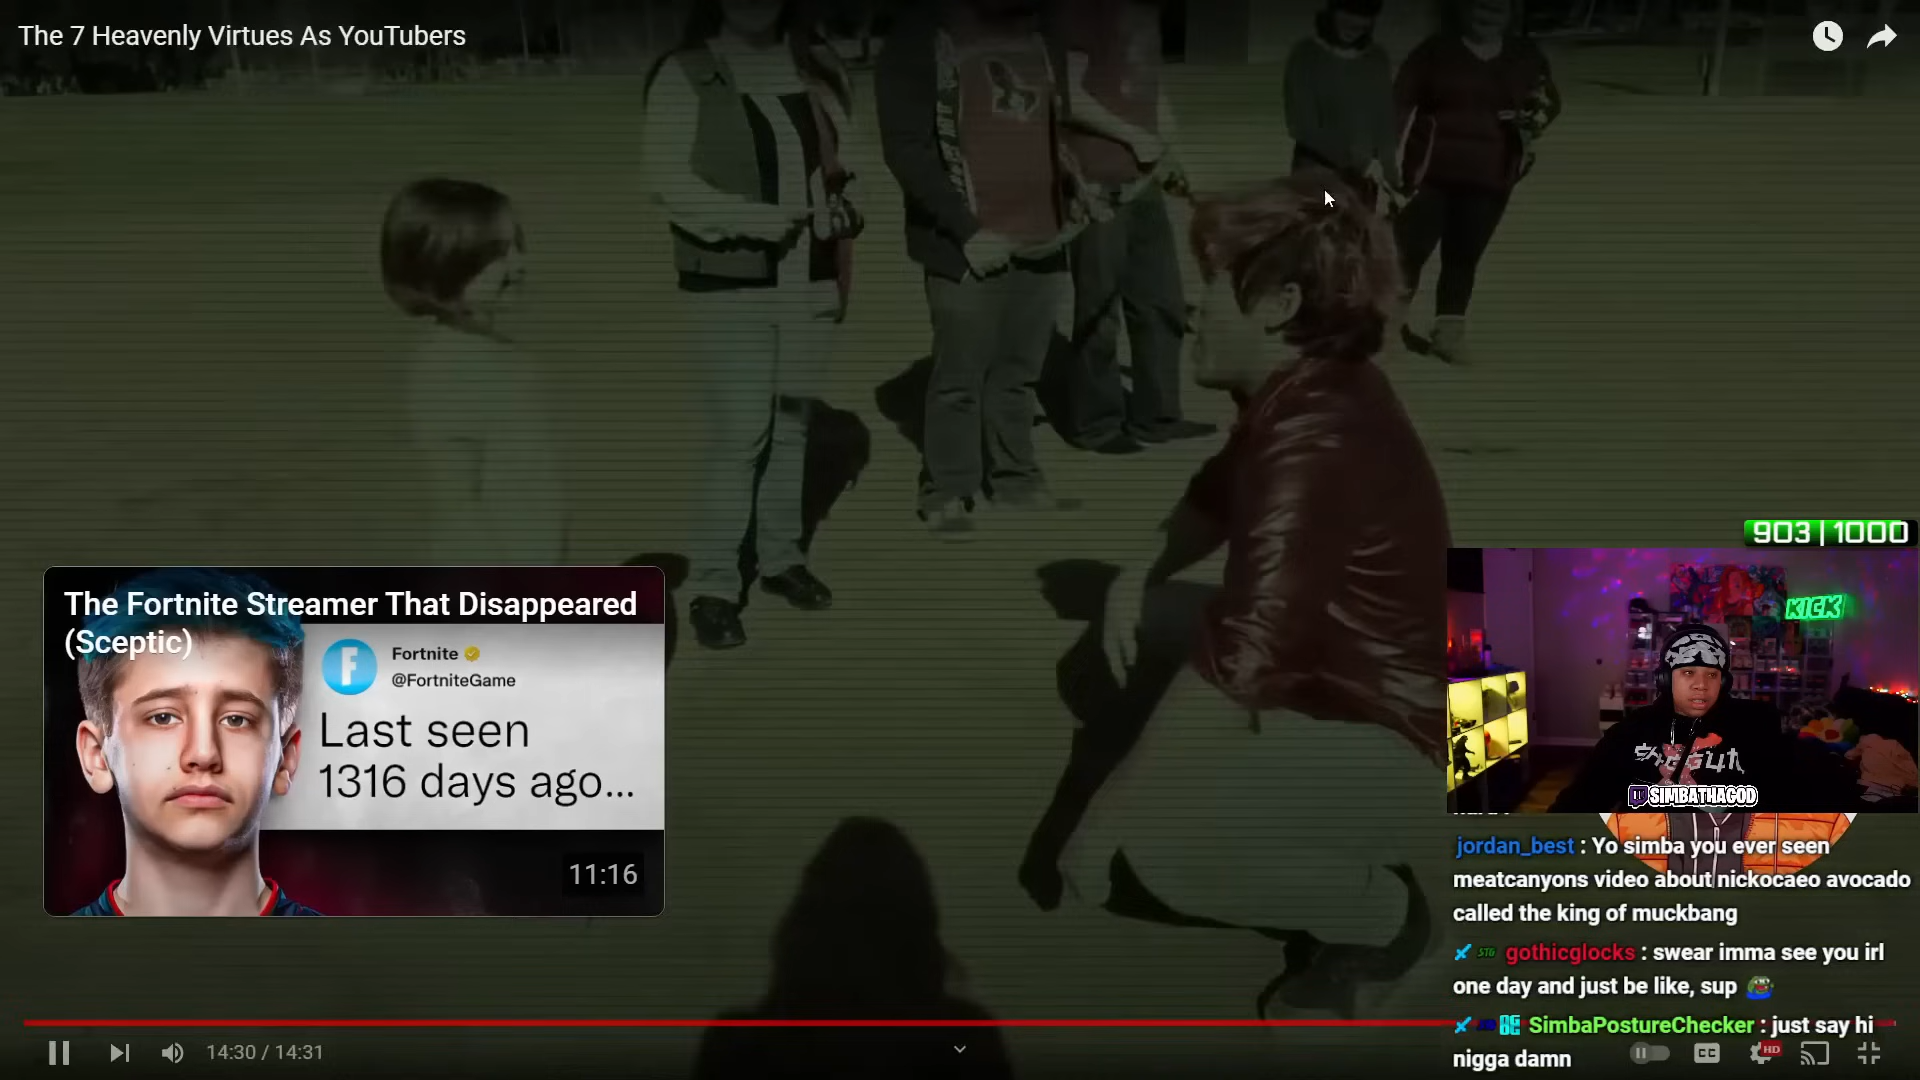 The 7 Heavenly Virtues As YouTubers
The Fortnite Streamer That Disappeared
(Sceptic)
Fortnite
@FortniteGame
Last seen
1316 days ago...
11:16
903 | 1000
KICK
SIMBATHAGOD
jordan_best : Yo simba you ever seen
meatcanyons video about nickocaeo avocado
called the king of muckbang
STG gothicglocks : swear imma see you irl
one day and just be like, sup
SimbaPostureChecker : just say hi
nigga damn
14:30 / 14:31
CC
HD